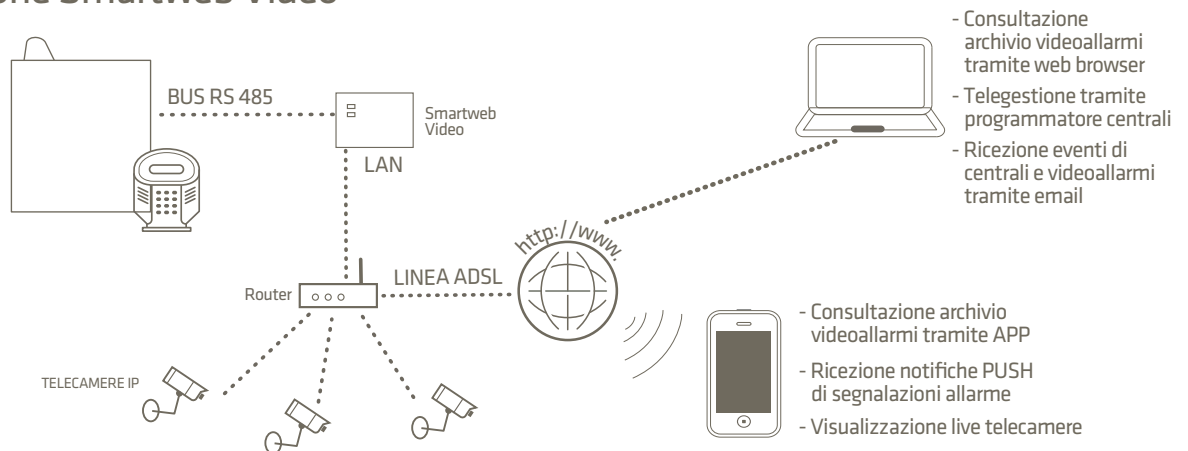 Smartweb Video
BUS RS 485
Smartweb
Video
LAN
- Consultazione
archivio videoallarmi
tramite web browser
- Telegestione tramite
programmatore centrali
- Ricezione eventi di
centrali e videoallarmi
tramite email
http://www.
LINEA ADSL
Router
TELECAMERE IP
- Consultazione archivio
videoallarmi tramite APP
- Ricezione notifiche PUSH
di segnalazioni allarme
- Visualizzazione live telecamere